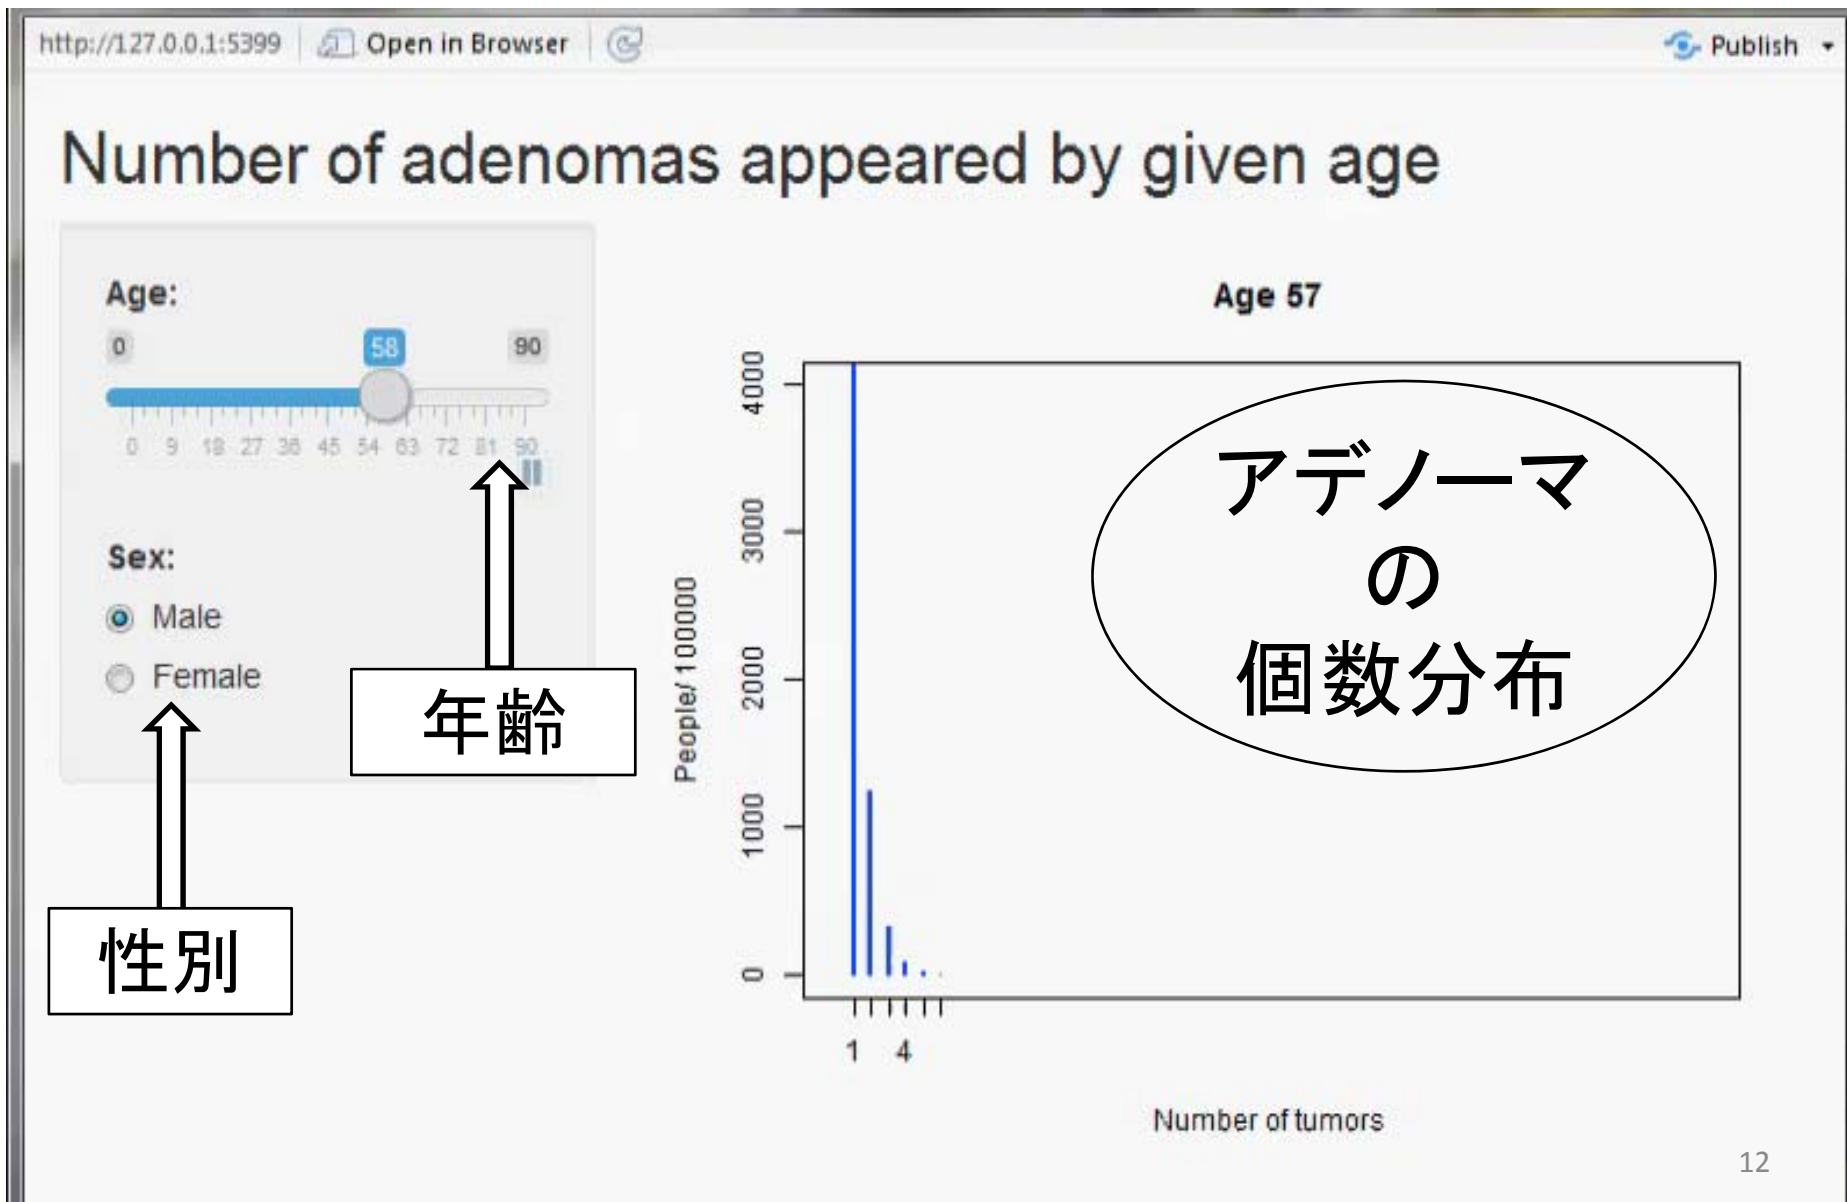 http://127.0.0.1:5399 Open in Browser Publish
Number of adenomas appeared by given age
Age:
0 58 90
0 9 18 27 36 45 54 63 72 81 90
Sex:
Male
Female
年齢
性別
Age 57
People/ 100000
4000
3000
2000
1000
0
アデノーマ
の
個数分布
1 4
Number of tumors
12